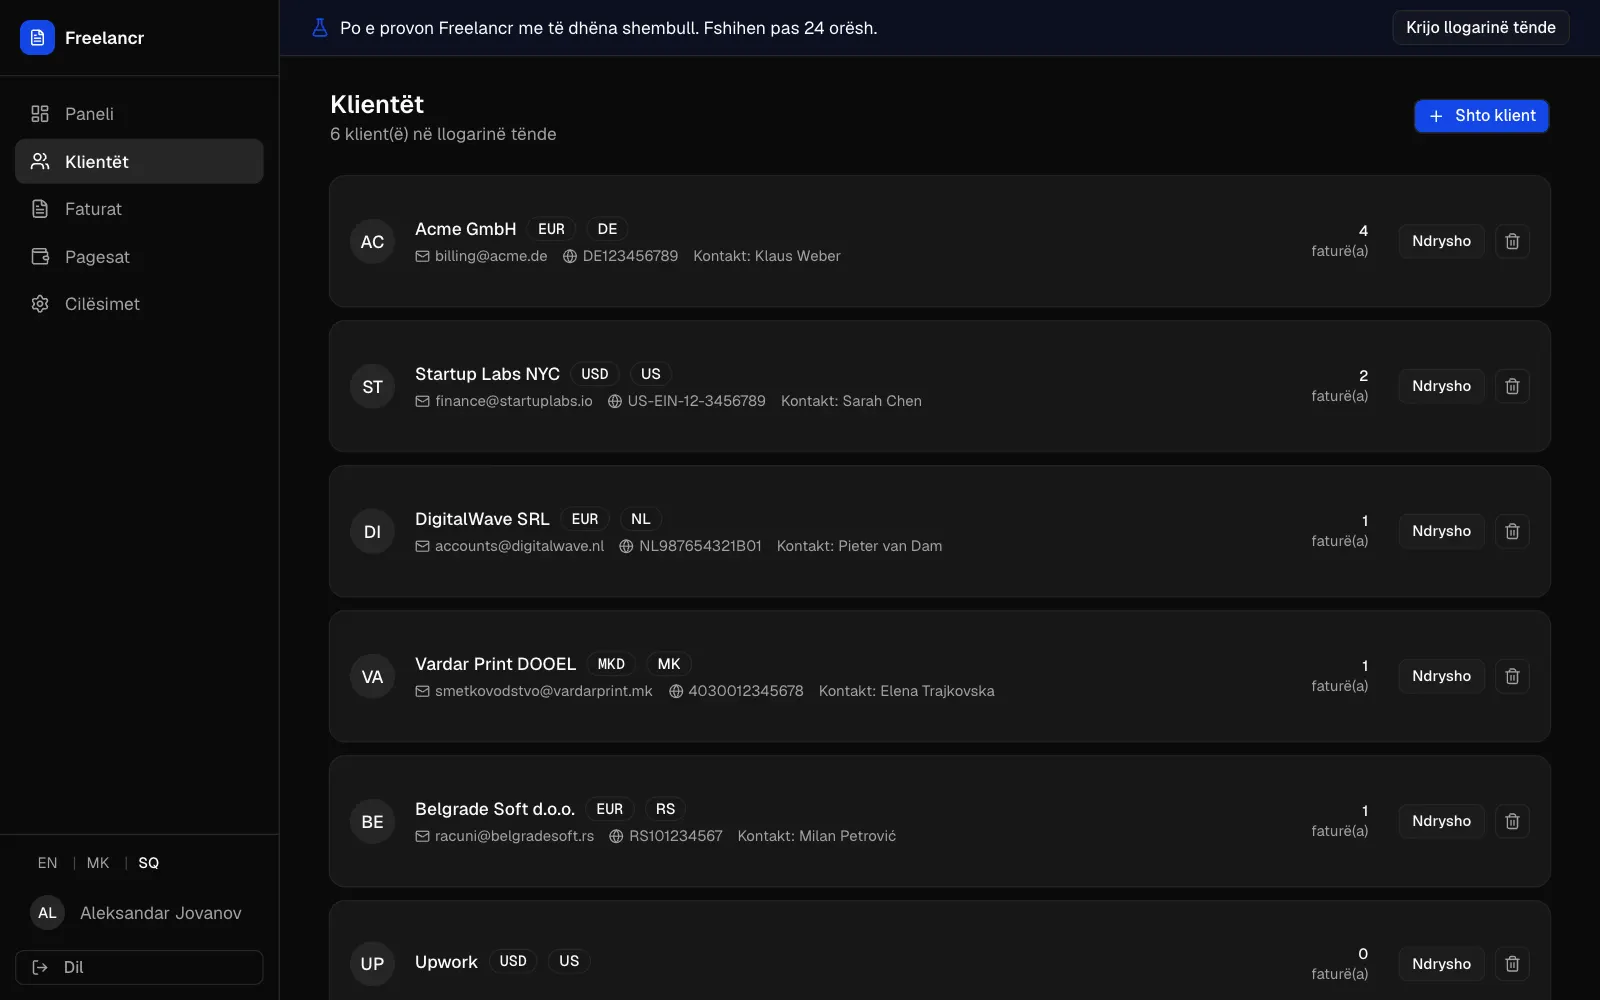 Freelancr
Paneli
Klientët
Faturat
Pagesat
Cilësimet
EN | MK | SQ
AL Aleksandar Jovanov
Dil
Po e provon Freelancr me të dhëna shembull. Fshihen pas 24 orësh.
Krijo llogarinë tënde
Klientët
6 klient(ë) në llogarinë tënde
+ Shto klient
AC
Acme GmbH EUR DE
billing@acme.de DE123456789 Kontakt: Klaus Weber
4
faturë(a)
Ndrysho
ST
Startup Labs NYC USD US
finance@startuplabs.io US-EIN-12-3456789 Kontakt: Sarah Chen
2
faturë(a)
Ndrysho
DI
DigitalWave SRL EUR NL
accounts@digitalwave.nl NL987654321B01 Kontakt: Pieter van Dam
1
faturë(a)
Ndrysho
VA
Vardar Print DOOEL MKD MK
smetkovodstvo@vardarprint.mk 4030012345678 Kontakt: Elena Trajkovska
1
faturë(a)
Ndrysho
BE
Belgrade Soft d.o.o. EUR RS
racuni@belgradesoft.rs RS101234567 Kontakt: Milan Petrović
1
faturë(a)
Ndrysho
UP
Upwork USD US
0
faturë(a)
Ndrysho